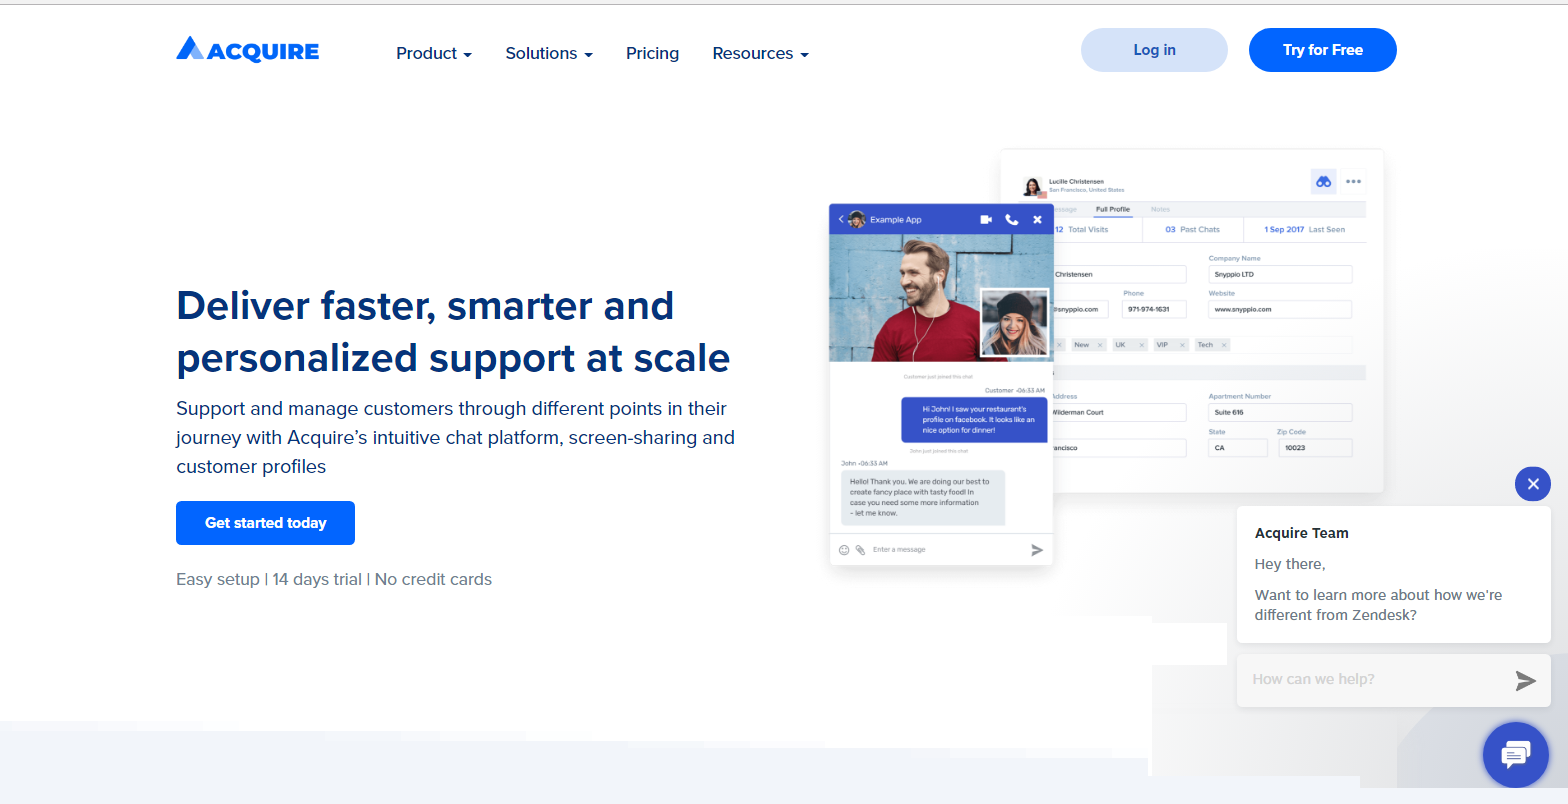 ACQUIRE
Product
Solutions
Pricing
Resources
Log in
Try for Free
Deliver faster, smarter and
personalized support at scale
Support and manage customers through different points in their
journey with Acquire’s intuitive chat platform, screen-sharing and
customer profiles
Get started today
Easy setup | 14 days trial | No credit cards
Example App
Customer just joined this chat
Customer •06:33 AM
Hi John! I saw your restaurant's
profile on facebook. It looks like an
nice option for dinner!
John just joined this chat
John •06:33 AM
Hello! Thank you. We are doing our best to
create fancy place with tasty food! In
case you need some more information
- let me know.
Enter a message
Lucille Christensen
San Francisco, United States
Full Profile
Notes
12 Total Visits
03 Past Chats
1 Sep 2017 Last Seen
Company Name
Christensen
Snyppio LTD
Phone
Website
@snyppio.com
971-974-1631
www.snyppio.com
New ×
UK ×
VIP ×
Tech ×
Address
Apartment Number
Wilderman Court
Suite 616
State
Zip Code
CA
10023
Acquire Team
Hey there,
Want to learn more about how we're
different from Zendesk?
How can we help?